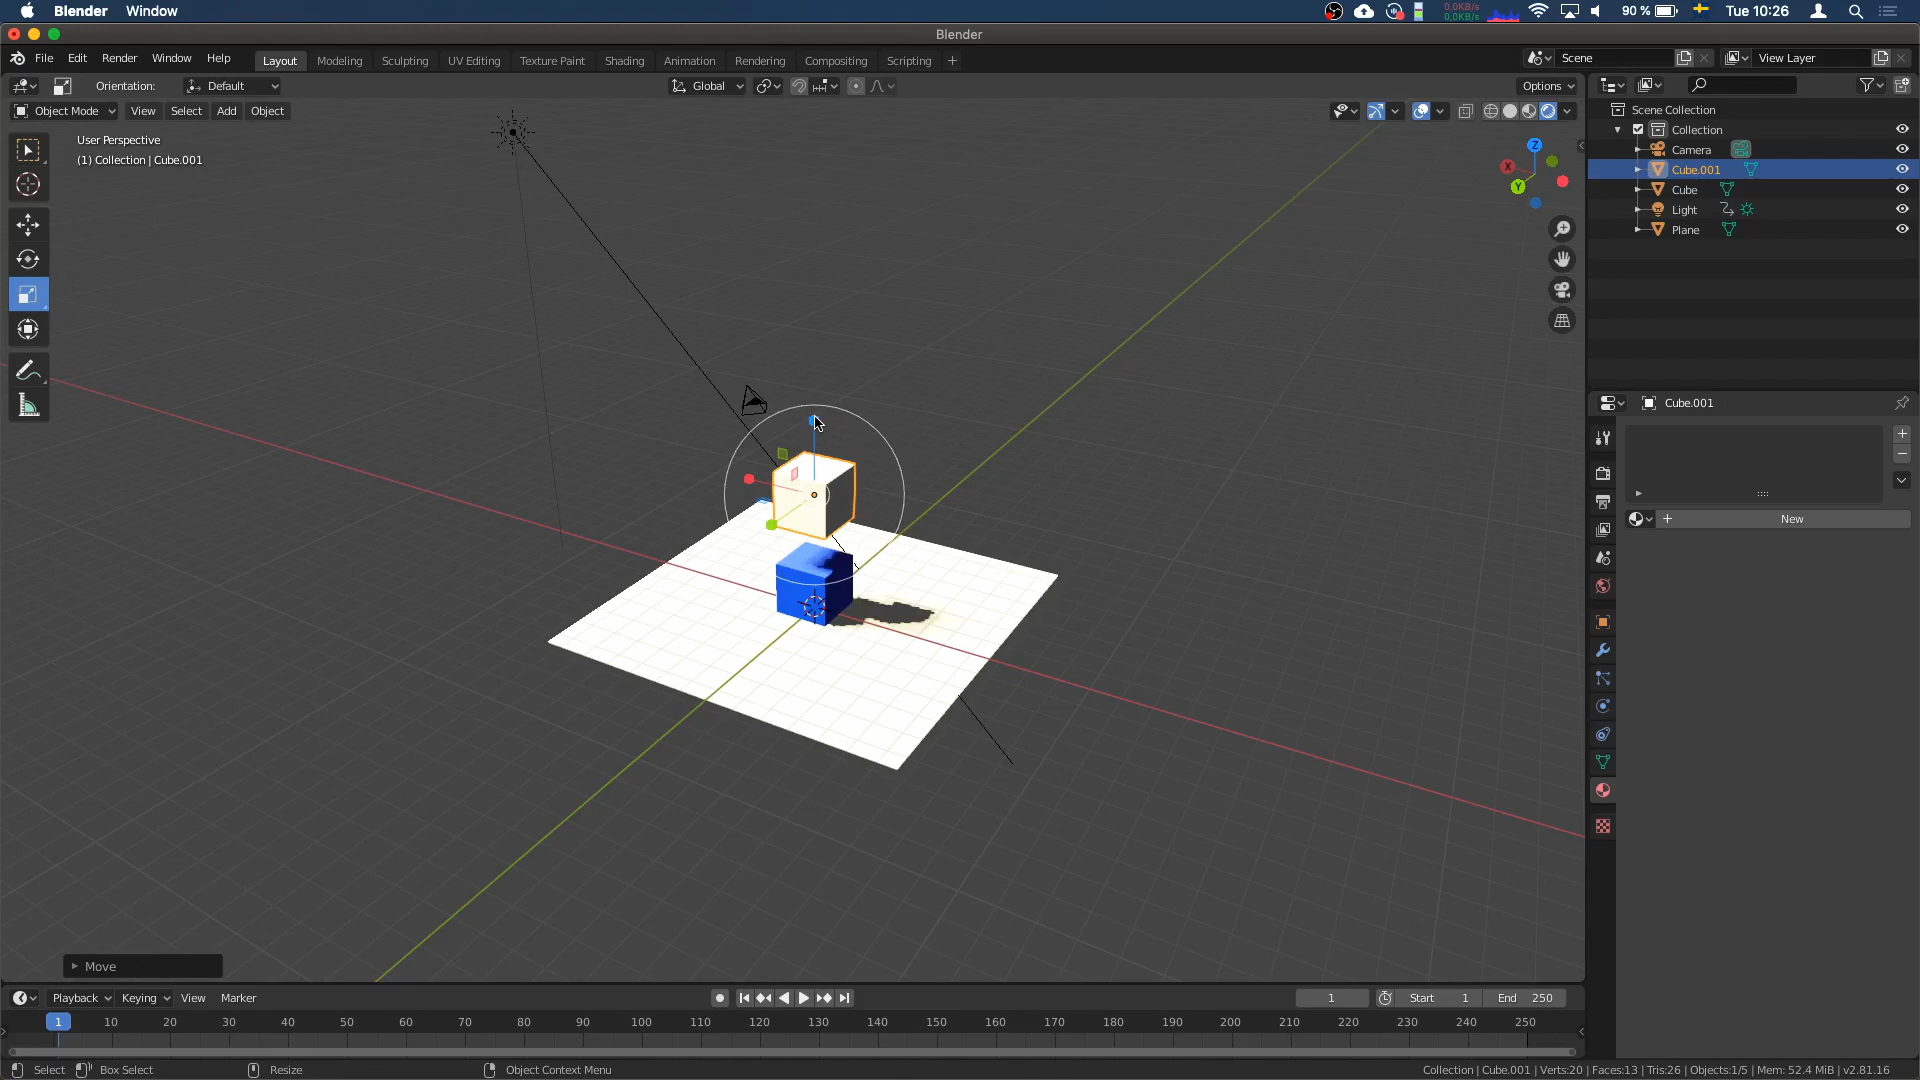 Blender Window 0,0KB/s 0,0KB/s 90 % Tue 10:26
Blender
File Edit Render Window Help Layout Modeling Sculpting UV Editing Texture Paint Shading Animation Rendering Compositing Scripting + Scene View Layer
Orientation: Default Global Options
Object Mode View Select Add Object
User Perspective
(1) Collection | Cube.001
Z
X
Y
Scene Collection
Collection
Camera
Cube.001
Cube
Light
Plane
Cube.001
New
Move
Playback Keying View Marker 1 Start 1 End 250
1 10 20 30 40 50 60 70 80 90 100 110 120 130 140 150 160 170 180 190 200 210 220 230 240 250
Select Box Select Resize Object Context Menu Collection | Cube.001 | Verts:20 | Faces:13 | Tris:26 | Objects:1/5 | Mem: 52.4 MiB | v2.81.16